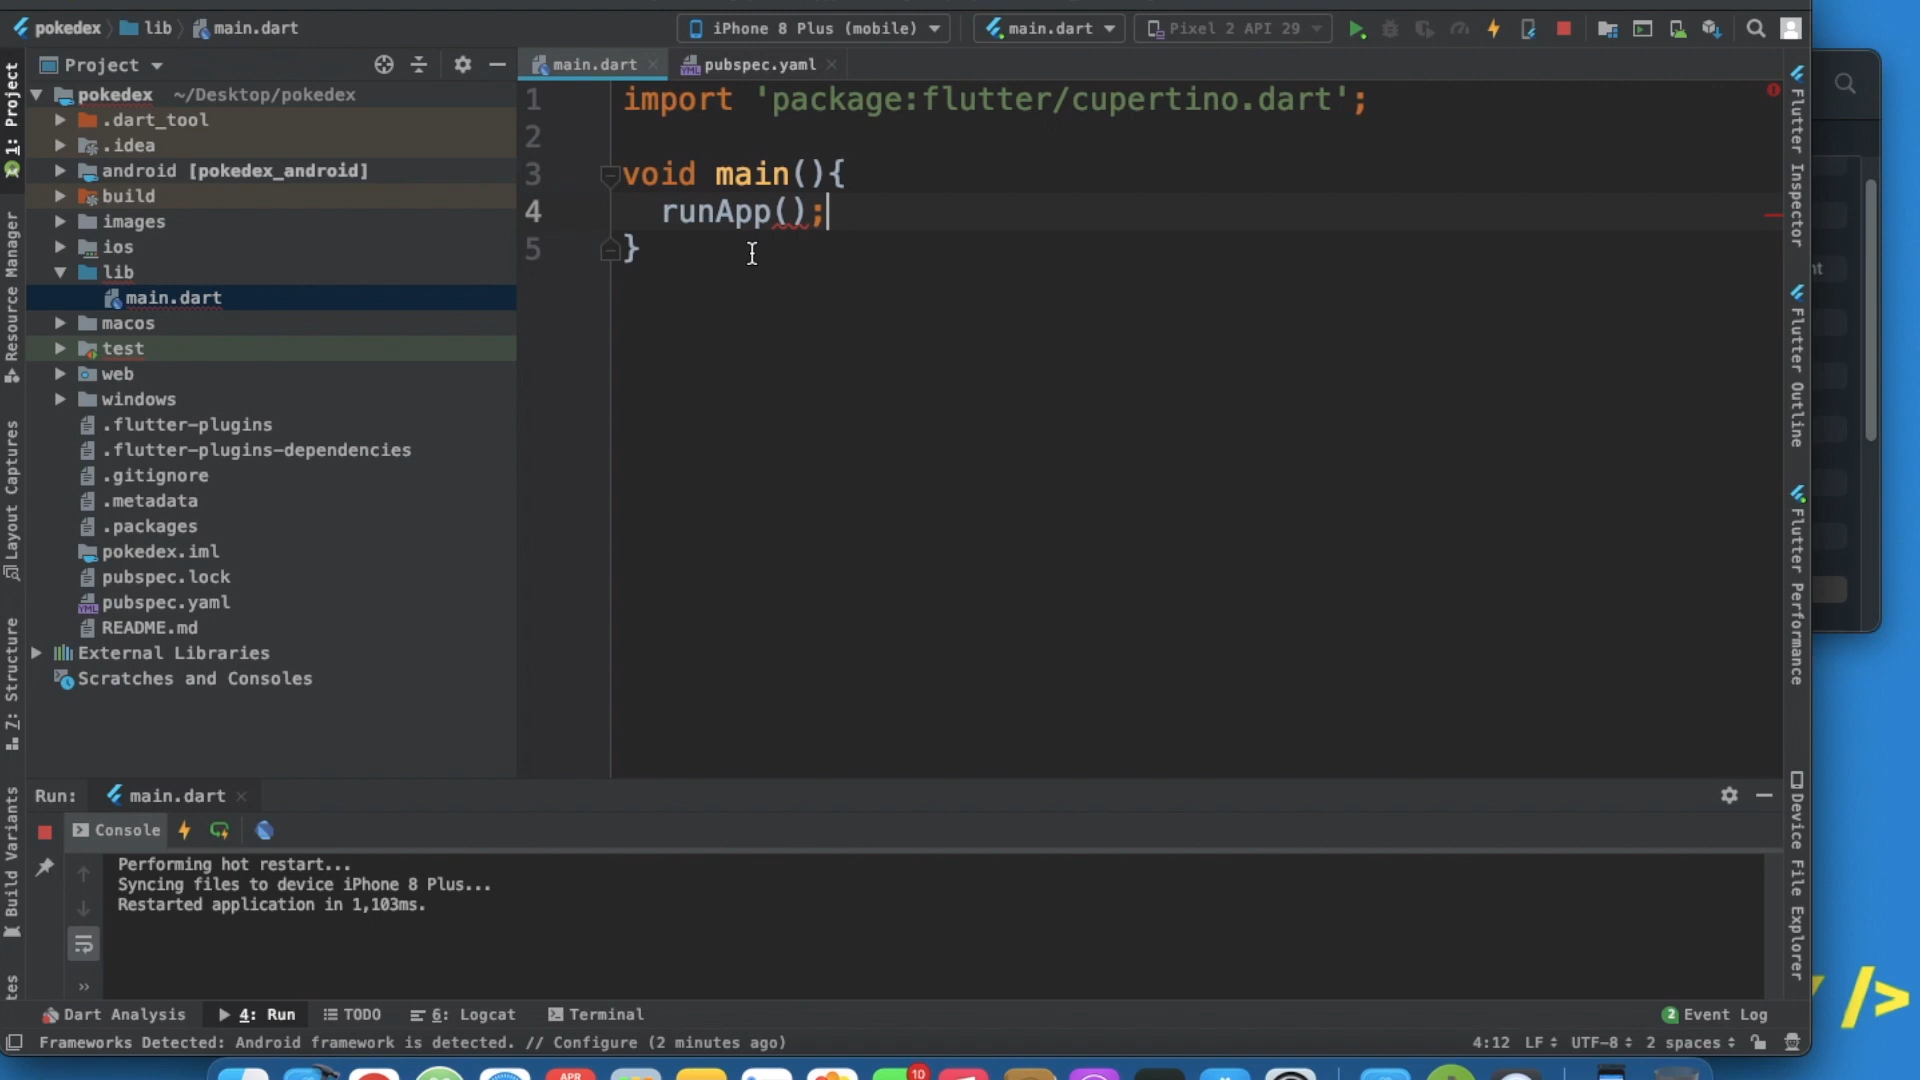 pokedex lib main.dart iPhone 8 Plus (mobile) main.dart Pixel 2 API 29
1: Project
Resource Manager
Layout Captures
7: Structure
Build Variants
Project
pokedex ~/Desktop/pokedex
.dart_tool
.idea
android [pokedex_android]
build
images
ios
lib
main.dart
macos
test
web
windows
.flutter-plugins
.flutter-plugins-dependencies
.gitignore
.metadata
.packages
pokedex.iml
pubspec.lock
pubspec.yaml
README.md
External Libraries
Scratches and Consoles
main.dart pubspec.yaml
1 import 'package:flutter/cupertino.dart';
2
3 void main(){
4 runApp();
5 }
Flutter Inspector
Flutter Outline
Flutter Performance
Device File Explorer
Run: main.dart
Console
Performing hot restart...
Syncing files to device iPhone 8 Plus...
Restarted application in 1,103ms.
Dart Analysis 4: Run TODO 6: Logcat Terminal 2 Event Log
Frameworks Detected: Android framework is detected. // Configure (2 minutes ago) 4:12 LF UTF-8 2 spaces
APR 10
/>